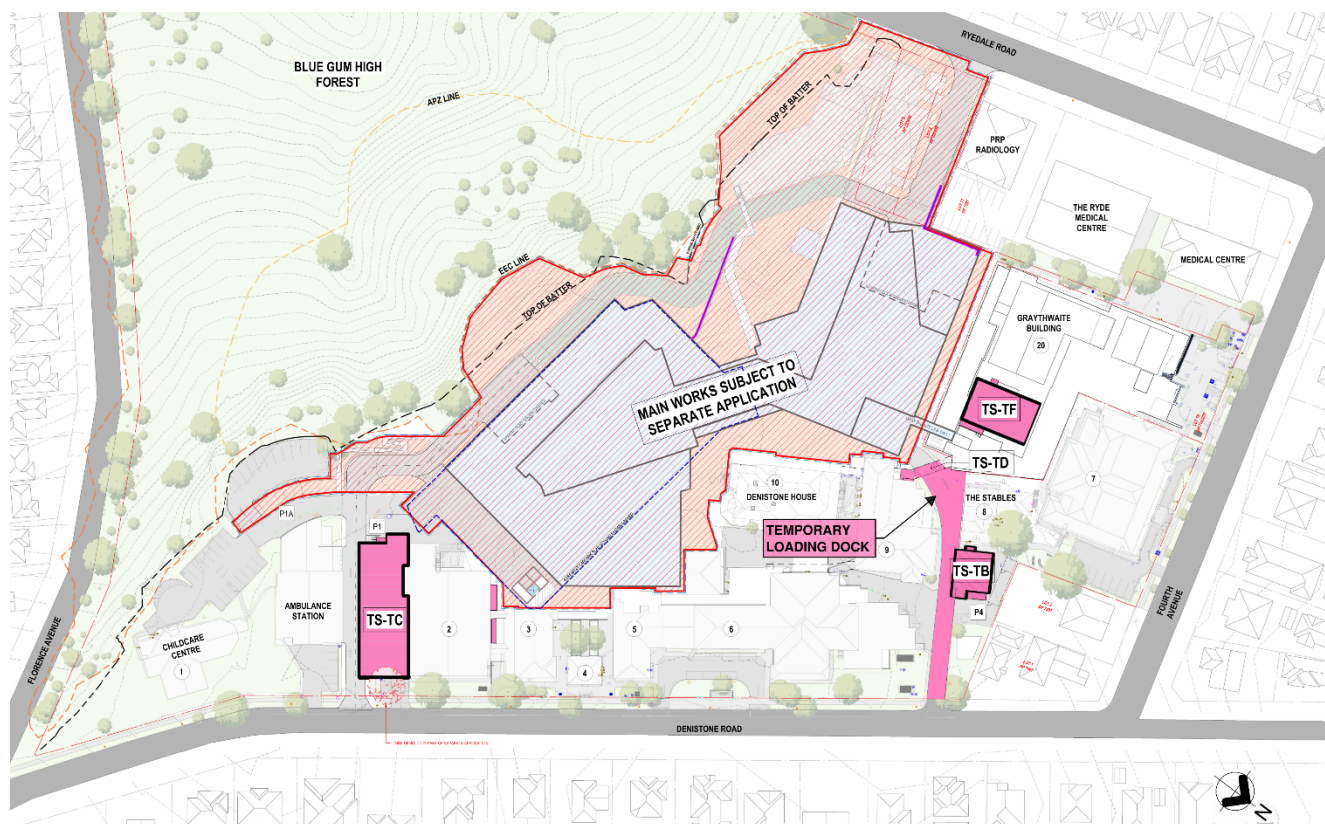 RYEDALE ROAD
BLUE GUM HIGH
FOREST
APZ LINE
TOP OF BATTER
PRP
RADIOLOGY
THE RYDE
MEDICAL
CENTRE
MEDICAL CENTRE
EEC LINE
TOP OF BATTER
GRAYTHWAITE
BUILDING
20
MAIN WORKS SUBJECT TO
SEPARATE APPLICATION
TS-TF
TS-TD
7
10
DENISTONE HOUSE
THE STABLES
8
TEMPORARY
LOADING DOCK
9
TS-TB
P4
P1A
P1
AMBULANCE
STATION
TS-TC
2
3
4
5
6
CHILDCARE
CENTRE
1
FLORENCE AVENUE
FOURTH
AVENUE
DENISTONE ROAD
N